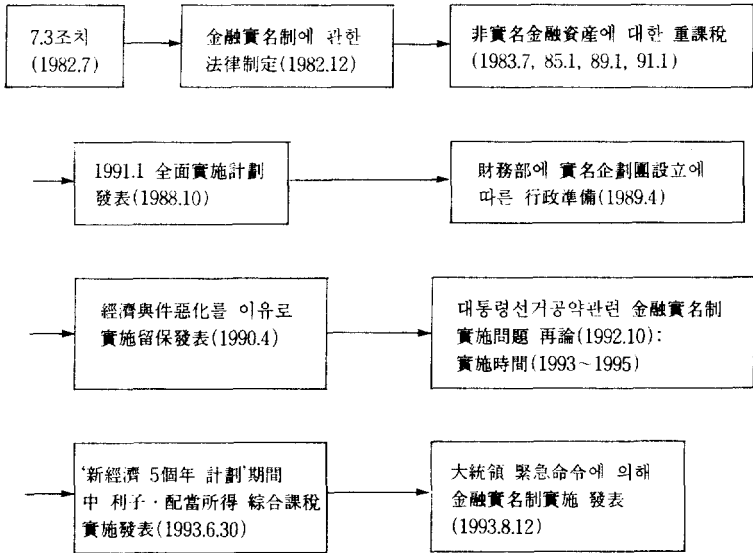 7.3조치
(1982.7)
金融實名制에 관한
法律制定(1982.12)
非實名金融資産에 대한 重課稅
(1983.7, 85.1, 89.1, 91.1)
1991.1 全面實施計劃
發表(1988.10)
財務部에 實名企劃團設立에
따른 行政準備(1989.4)
經濟與件惡化를 이유로
實施留保發表(1990.4)
대통령선거공약관련 金融實名制
實施問題 再論(1992.10):
實施時間(1993~1995)
'新經濟 5個年 計劃'期間
中 利子·配當所得 綜合課稅
實施發表(1993.6.30)
大統領 緊急命令에 의해
金融實名制實施 發表
(1993.8.12)